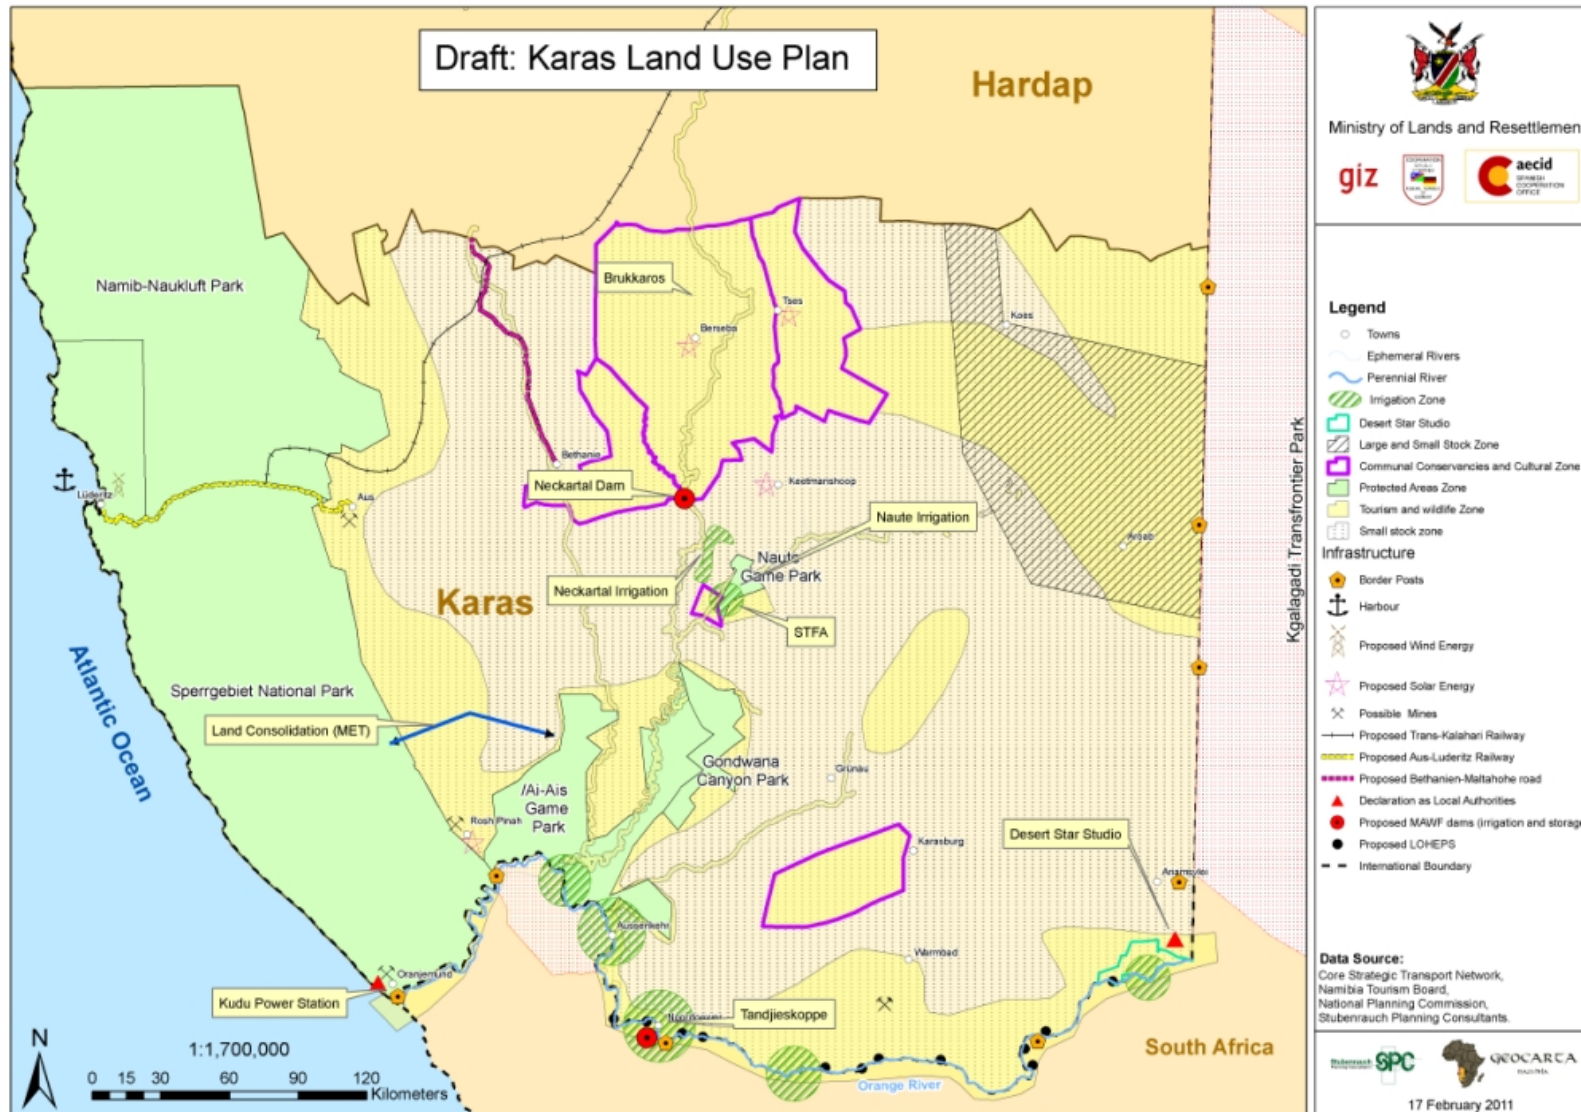 Draft: Karas Land Use Plan
Hardap
Namib-Naukluft Park
Brukkaros
Tses
Berseba
Koes
Bethanie
Neckartal Dam
Keetmanshoop
Lüderitz
Aus
Naute Irrigation
Aroab
Naute
Game Park
Neckartal Irrigation
Karas
STFA
Kgalagadi Transfrontier Park
Atlantic Ocean
Sperrgebiet National Park
Land Consolidation (MET)
Gondwana
Canyon Park
Grünau
/Ai-Ais
Game
Park
Rosh Pinah
Karasburg
Desert Star Studio
Aussenkehr
Warmbad
Oranjemund
Kudu Power Station
Tandjieskoppe
South Africa
Orange River
N
1:1,700,000
0 15 30 60 90 120
Kilometers
Ministry of Lands and Resettlemen
giz
aecid
SPANISH
COOPERATION
OFFICE
Legend
Towns
Ephemeral Rivers
Perennial River
Irrigation Zone
Desert Star Studio
Large and Small Stock Zone
Communal Conservancies and Cultural Zone
Protected Areas Zone
Tourism and wildlife Zone
Small stock zone
Infrastructure
Border Posts
Harbour
Proposed Wind Energy
Proposed Solar Energy
Possible Mines
Proposed Trans-Kalahari Railway
Proposed Aus-Luderitz Railway
Proposed Bethanien-Maltahohe road
Declaration as Local Authorities
Proposed MAWF dams (irrigation and storage
Proposed LOHEPS
International Boundary
Data Source:
Core Strategic Transport Network,
Namibia Tourism Board,
National Planning Commission,
Stubenrauch Planning Consultants.
Stubenrauch
SPC
GEOCARTA
NAMIBIA
17 February 2011